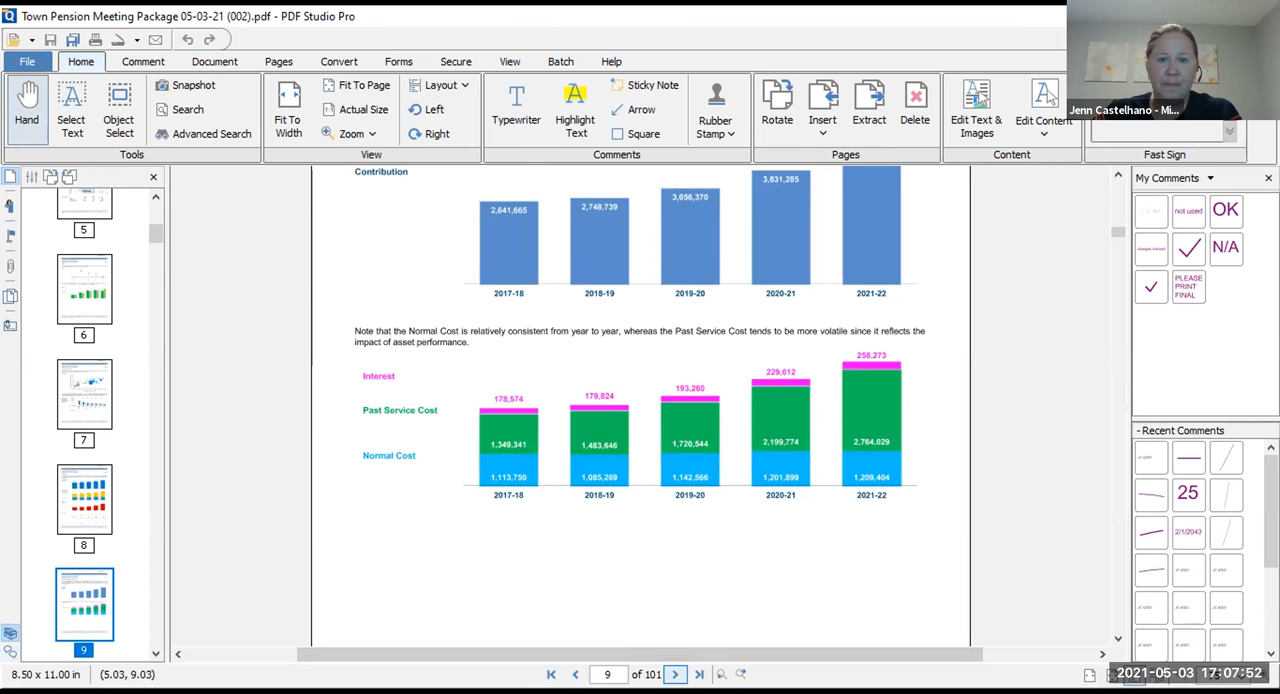 Town Pension Meeting Package 05-03-21 (002).pdf - PDF Studio Pro
File Home Comment Document Pages Convert Forms Secure View Batch Help
Jenn Castelhano - Mi...
Hand
Select Text
Object Select
Snapshot
Search
Advanced Search
Tools
Fit To Width
Fit To Page
Actual Size
Zoom
Layout
Left
Right
View
Typewriter
Highlight Text
Sticky Note
Arrow
Square
Comments
Rubber Stamp
Rotate
Insert
Extract
Delete
Pages
Edit Text & Images
Edit Content
Content
Fast Sign
5
6
7
8
9
Contribution
2,641,665 2,748,739 3,056,370 3,631,285
2017-18 2018-19 2019-20 2020-21 2021-22
Note that the Normal Cost is relatively consistent from year to year, whereas the Past Service Cost tends to be more volatile since it reflects the
impact of asset performance.
Interest
178,574 179,824 193,260 229,612 258,273
Past Service Cost
1,349,341 1,483,646 1,720,544 2,199,774 2,764,029
Normal Cost
1,113,750 1,085,269 1,142,566 1,201,899 1,209,404
2017-18 2018-19 2019-20 2020-21 2021-22
My Comments
not used OK
changes checked N/A
PLEASE
PRINT
FINAL
- Recent Comments
25
2/1/2043
8.50 x 11.00 in (5.03, 9.03)
9 of 101
2021-05-03 17:07:52